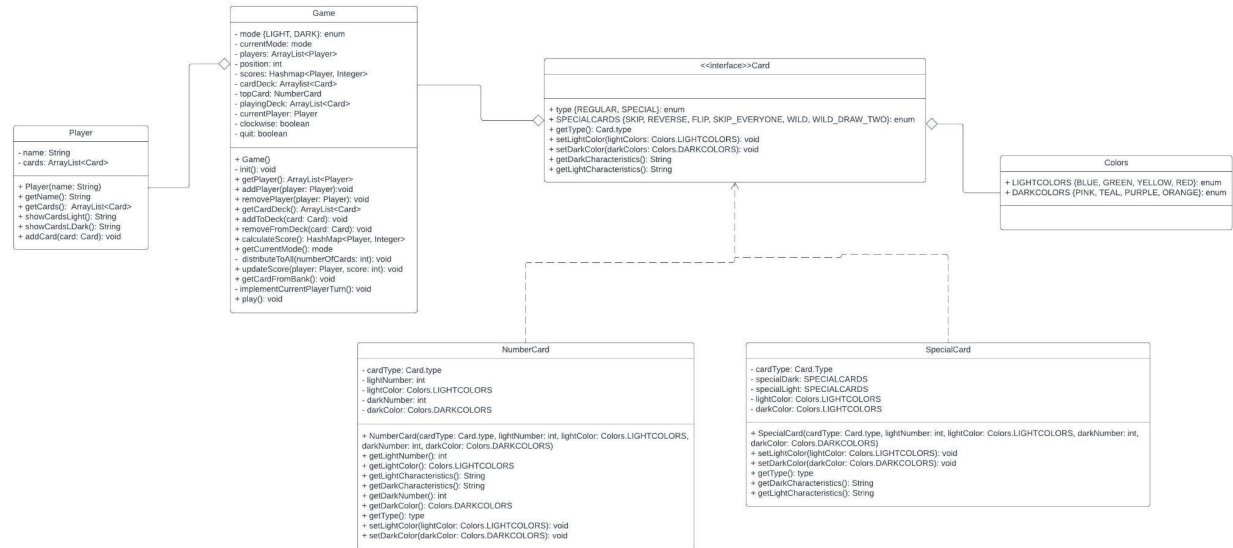 Game
- mode {LIGHT, DARK}: enum
- currentMode: mode
- players: ArrayList<Player>
- position: int
- scores: Hashmap<Player, Integer>
- cardDeck: Arraylist<Card>
- topCard: NumberCard
- playingDeck: ArrayList<Card>
- currentPlayer: Player
- clockwise: boolean
- quit: boolean
+ Game()
- init(): void
+ getPlayer(): ArrayList<Player>
+ addPlayer(player: Player):void
+ removePlayer(player: Player): void
+ getCardDeck(): ArrayList<Card>
+ addToDeck(card: Card): void
+ removeFromDeck(card: Card): void
+ calculateScore(): HashMap<Player, Integer>
+ getCurrentMode(): mode
- distributeToAll(numberOfCards: int): void
+ updateScore(player: Player, score: int): void
+ getCardFromBank(): void
- implementCurrentPlayerTurn(): void
+ play(): void
Player
- name: String
- cards: ArrayList<Card>
+ Player(name: String)
+ getName(): String
+ getCards(): ArrayList<Card>
+ showCardsLight(): String
+ showCardsLDark(): String
+ addCard(card: Card): void
<<interface>>Card
+ type {REGULAR, SPECIAL}: enum
+ SPECIALCARDS {SKIP, REVERSE, FLIP, SKIP_EVERYONE, WILD, WILD_DRAW_TWO}: enum
+ getType(): Card.type
+ setLightColor(lightColors: Colors.LIGHTCOLORS): void
+ setDarkColor(darkColors: Colors.DARKCOLORS): void
+ getDarkCharacteristics(): String
+ getLightCharacteristics(): String
Colors
+ LIGHTCOLORS {BLUE, GREEN, YELLOW, RED}: enum
+ DARKCOLORS {PINK, TEAL, PURPLE, ORANGE}: enum
NumberCard
- cardType: Card.type
- lightNumber: int
- lightColor: Colors.LIGHTCOLORS
- darkNumber: int
- darkColor: Colors.DARKCOLORS
+ NumberCard(cardType: Card.type, lightNumber: int, lightColor: Colors.LIGHTCOLORS,
darkNumber: int, darkColor: Colors.DARKCOLORS)
+ getLightNumber(): int
+ getLightColor(): Colors.LIGHTCOLORS
+ getLightCharacteristics(): String
+ getDarkCharacteristics(): String
+ getDarkNumber(): int
+ getDarkColor(): Colors.DARKCOLORS
+ getType(): type
+ setLightColor(lightColor: Colors.LIGHTCOLORS): void
+ setDarkColor(darkColor: Colors.DARKCOLORS): void
SpecialCard
- cardType: Card.Type
- specialDark: SPECIALCARDS
- specialLight: SPECIALCARDS
- lightColor: Colors.LIGHTCOLORS
- darkColor: Colors.LIGHTCOLORS
+ SpecialCard(cardType: Card.type, lightNumber: int, lightColor: Colors.LIGHTCOLORS, darkNumber: int,
darkColor: Colors.DARKCOLORS)
+ setLightColor(lightColor: Colors.LIGHTCOLORS): void
+ setDarkColor(darkColor: Colors.DARKCOLORS): void
+ getType(): type
+ getDarkCharacteristics(): String
+ getLightCharacteristics(): String